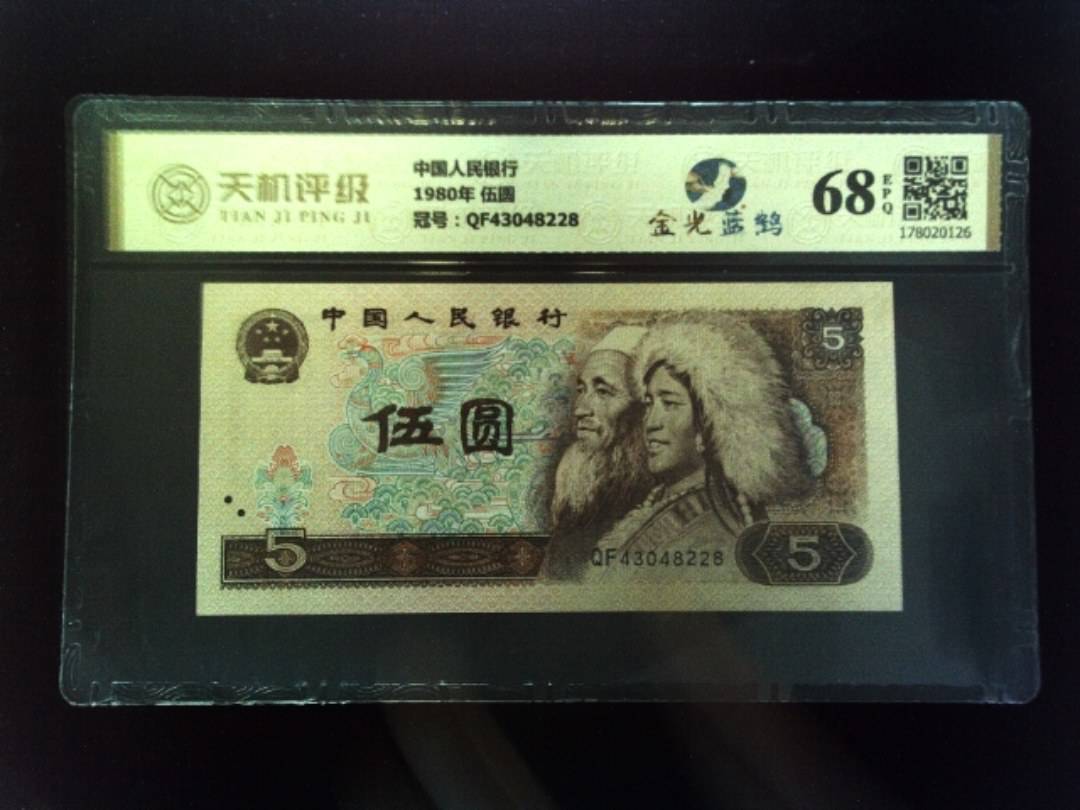 天机评级
TIAN JI PING JI
中国人民银行
1980年 伍圆
冠号：QF43048228
金光蓝鹤
68
EPQ
178020126
中国人民银行
5
伍圆
5
QF43048228
5